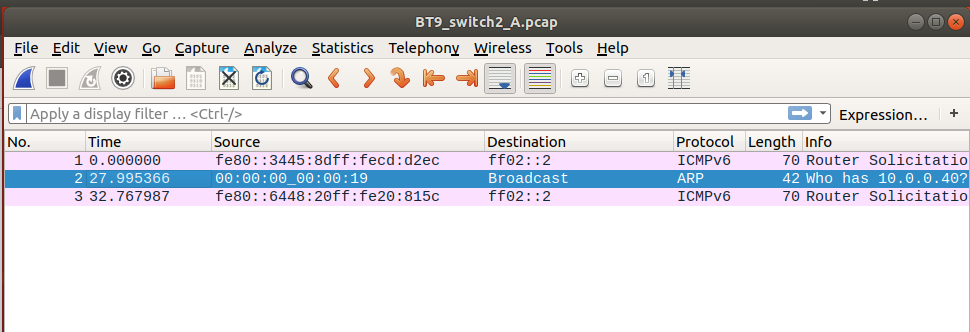 BT9_switch2_A.pcap
File Edit View Go Capture Analyze Statistics Telephony Wireless Tools Help
Apply a display filter … <Ctrl-/> Expression… +
No. Time Source Destination Protocol Length Info
1 0.000000 fe80::3445:8dff:fecd:d2ec ff02::2 ICMPv6 70 Router Solicitatio
2 27.995366 00:00:00_00:00:19 Broadcast ARP 42 Who has 10.0.0.40?
3 32.767987 fe80::6448:20ff:fe20:815c ff02::2 ICMPv6 70 Router Solicitatio